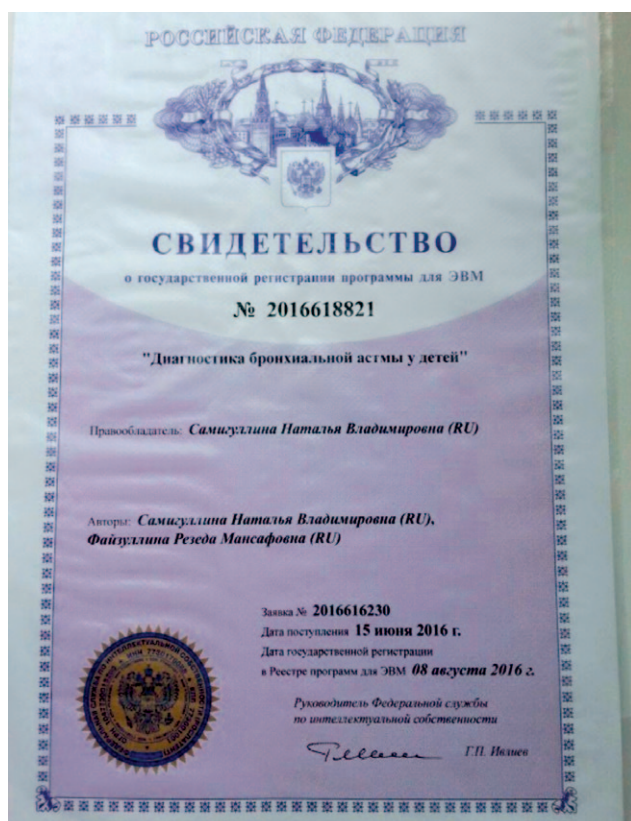 РОССИЙСКАЯ ФЕДЕРАЦИЯ
СВИДЕТЕЛЬСТВО
о государственной регистрации программы для ЭВМ
№ 2016618821
"Диагностика бронхиальной астмы у детей"
Правообладатель: Самигуллина Наталья Владимировна (RU)
Авторы: Самигуллина Наталья Владимировна (RU),
Файзуллина Резеда Мансафовна (RU)
Заявка № 2016616230
Дата поступления 15 июня 2016 г.
Дата государственной регистрации
в Реестре программ для ЭВМ 08 августа 2016 г.
Руководитель Федеральной службы
по интеллектуальной собственности
Г.П. Ивлиев